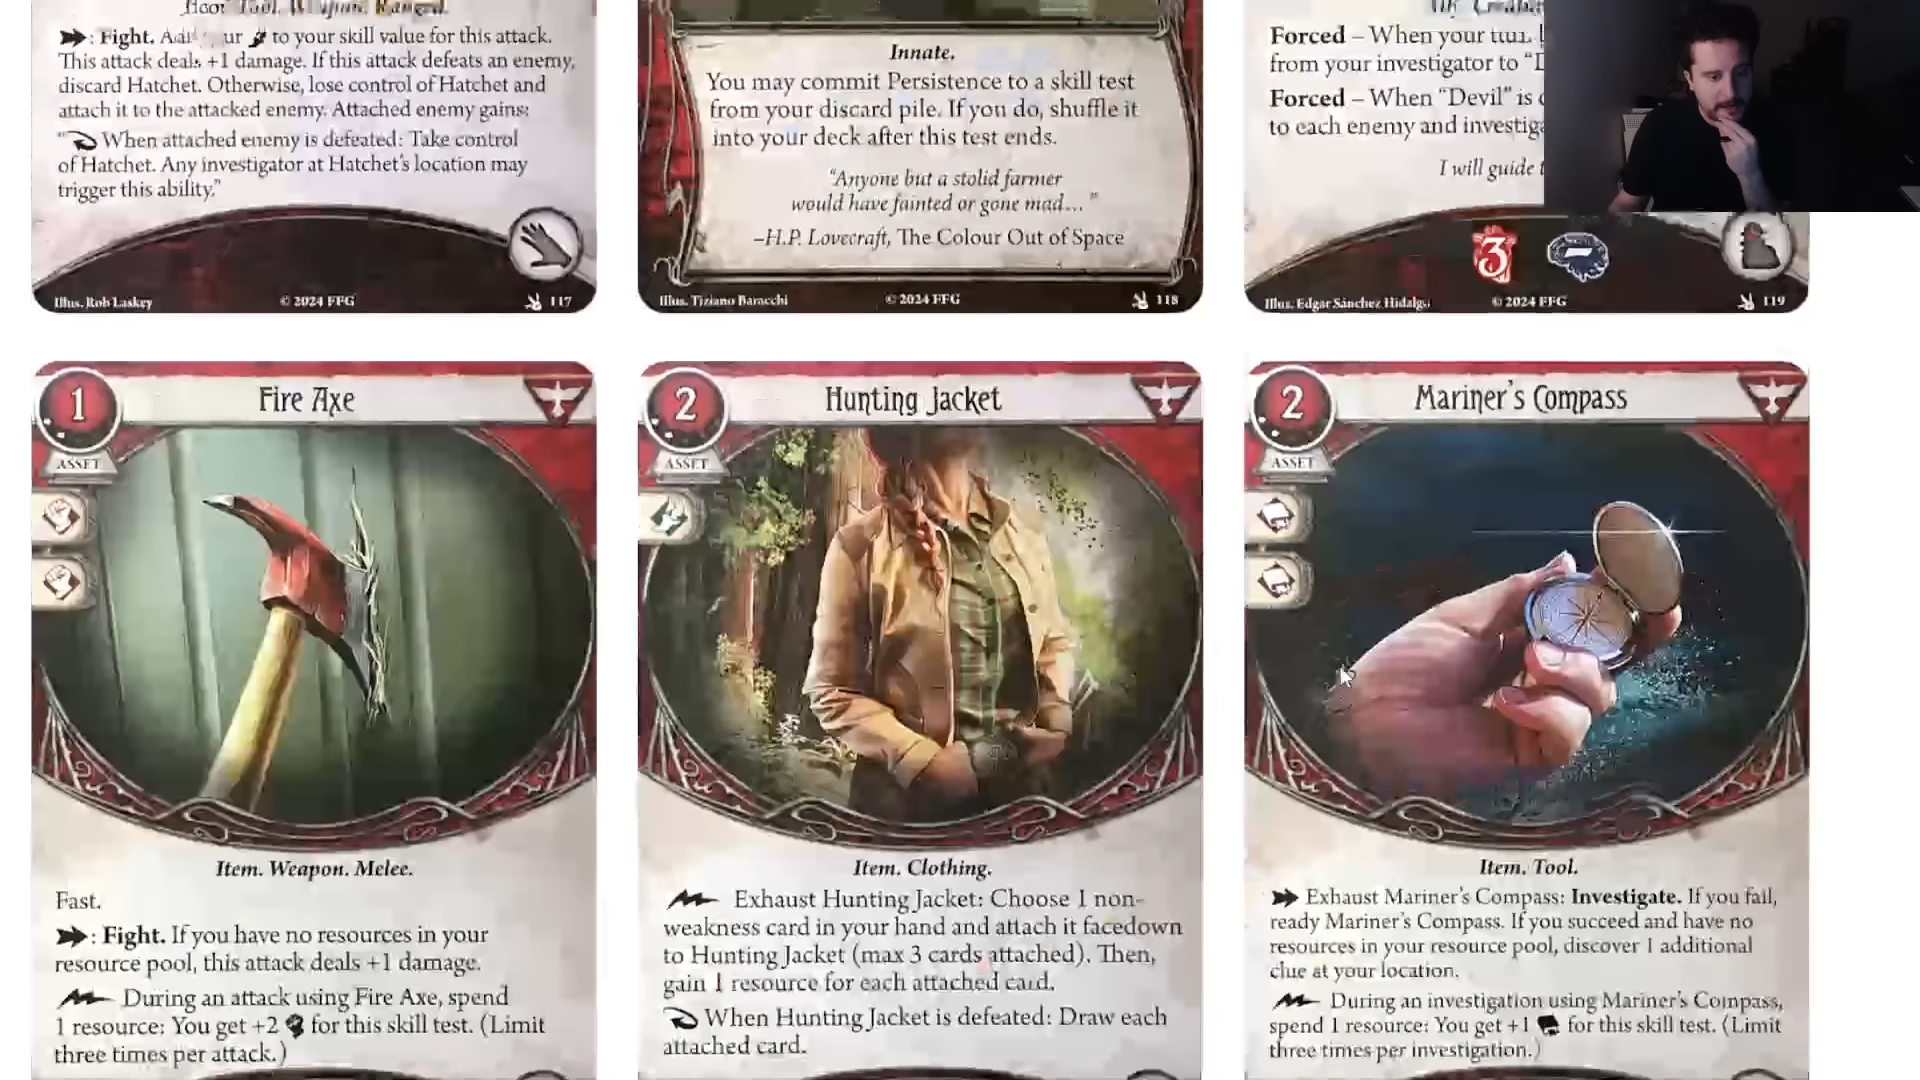 Tool. Weapon. Ranged.
: Fight. Add your to your skill value for this attack.
This attack deals +1 damage. If this attack defeats an enemy,
discard Hatchet. Otherwise, lose control of Hatchet and
attach it to the attacked enemy. Attached enemy gains:
" When attached enemy is defeated: Take control
of Hatchet. Any investigator at Hatchet's location may
trigger this ability."
Illus. Rob Laskey © 2024 FFG 117
Innate.
You may commit Persistence to a skill test
from your discard pile. If you do, shuffle it
into your deck after this test ends.
"Anyone but a stolid farmer
would have fainted or gone mad..."
–H.P. Lovecraft, The Colour Out of Space
Illus. Tiziano Baracchi © 2024 FFG 118
Forced – When your turn
from your investigator to "D
Forced – When "Devil" is
to each enemy and investig
I will guide
3
Illus. Edgar Sánchez Hidalgo © 2024 FFG 119
1
Fire Axe
ASSET
Item. Weapon. Melee.
Fast.
: Fight. If you have no resources in your
resource pool, this attack deals +1 damage.
During an attack using Fire Axe, spend
1 resource: You get +2 for this skill test. (Limit
three times per attack.)
2
Hunting Jacket
ASSET
Item. Clothing.
Exhaust Hunting Jacket: Choose 1 non-
weakness card in your hand and attach it facedown
to Hunting Jacket (max 3 cards attached). Then,
gain 1 resource for each attached card.
When Hunting Jacket is defeated: Draw each
attached card.
2
Mariner's Compass
ASSET
Item. Tool.
Exhaust Mariner's Compass: Investigate. If you fail,
ready Mariner's Compass. If you succeed and have no
resources in your resource pool, discover 1 additional
clue at your location.
During an investigation using Mariner's Compass,
spend 1 resource: You get +1 for this skill test. (Limit
three times per investigation.)